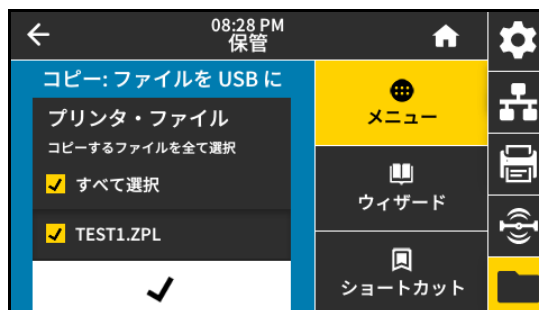 08:28 PM
保管
コピー: ファイルを USB に
プリンタ・ファイル
コピーするファイルを全て選択
すべて選択
TEST1.ZPL
メニュー
ウィザード
ショートカット